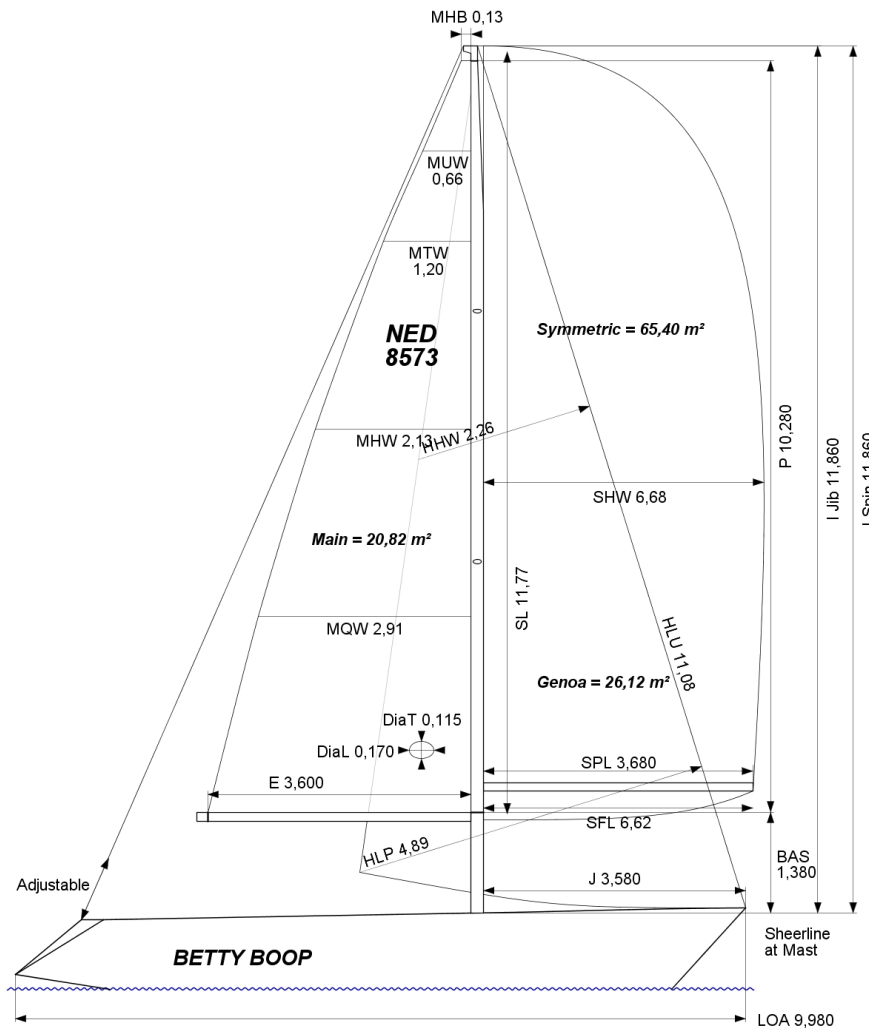 MHB 0,13
MUW
0,66
MTW
1,20
NED
8573
Symmetric = 65,40 m²
MHW 2,13
HHW 2,26
P 10,280
I Jib 11,860
I Spin 11,860
SHW 6,68
Main = 20,82 m²
SL 11,77
MQW 2,91
HLU 11,08
Genoa = 26,12 m²
DiaT 0,115
DiaL 0,170
SPL 3,680
E 3,600
SFL 6,62
HLP 4,89
BAS
1,380
Adjustable
J 3,580
Sheerline
at Mast
BETTY BOOP
LOA 9,980